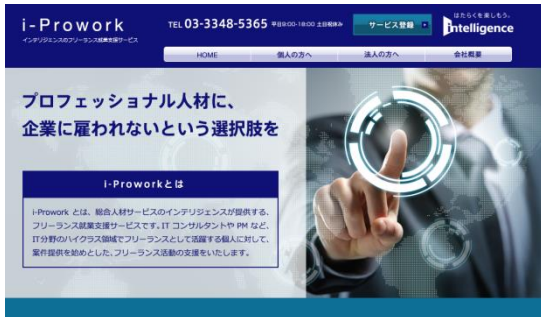 i-Prowork
インテリジェンスのフリーランス就業支援サービス
TEL 03-3348-5365 平日9:00-18:00 土日祝休み
サービス登録
はたらくを楽しもう。
Intelligence
HOME 個人の方へ 法人の方へ 会社概要
プロフェッショナル人材に、
企業に雇われないという選択肢を
i-Proworkとは
i-Prowork とは、総合人材サービスのインテリジェンスが提供する、
フリーランス就業支援サービスです。IT コンサルタントや PM など、
IT分野のハイクラス領域でフリーランスとして活躍する個人に対して、
案件提供を始めとした、フリーランス活動の支援をいたします。